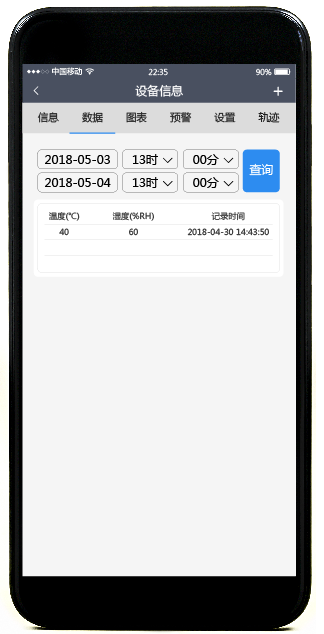 中国移动 22:35 90%
设备信息 +
信息 数据 图表 预警 设置 轨迹
2018-05-03 13时 00分
查询
2018-05-04 13时 00分
温度(℃) 湿度(%RH) 记录时间
40 60 2018-04-30 14:43:50